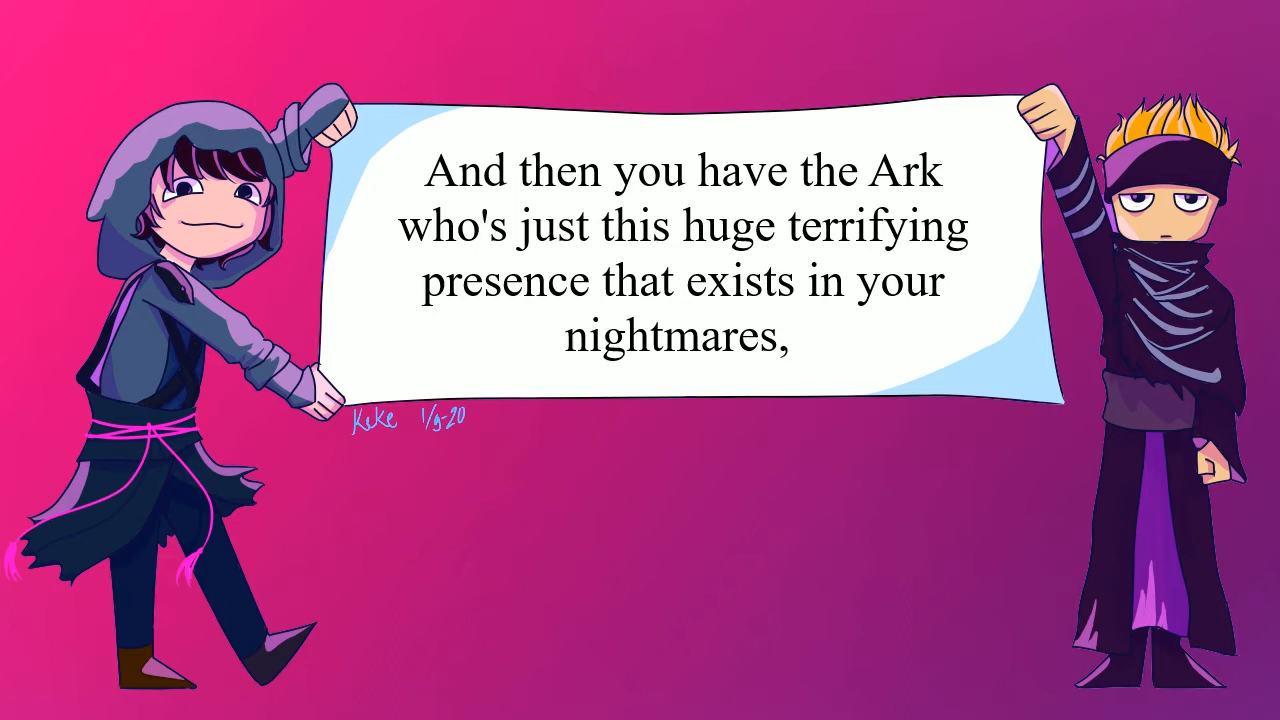 And then you have the Ark
who's just this huge terrifying
presence that exists in your
nightmares,
KeKe 1/9-20